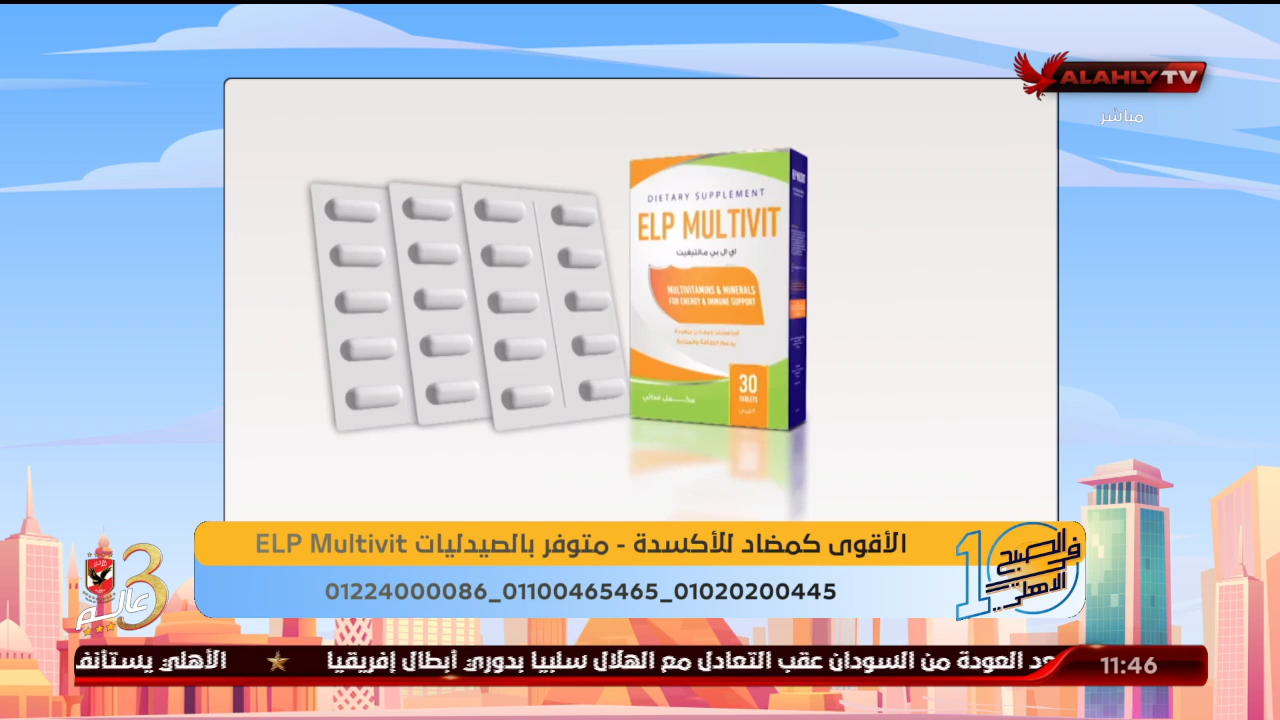 ALAHLY TV
مباشر
DIETARY SUPPLEMENT
ELP MULTIVIT
اي ال بي مالتيفيت
MULTIVITAMINS & MINERALS
FOR ENERGY & IMMUNE SUPPORT
مكمل غذائي
30
TABLETS
الأقوى كمضاد للأكسدة - متوفر بالصيدليات ELP Multivit
01224000086_01100465465_01020200445
10 الصبح
في
الأهلي
3
عالم
العودة من السودان عقب التعادل مع الهلال سلبيا بدوري أبطال إفريقيا
الأهلي يستأنف
11:46